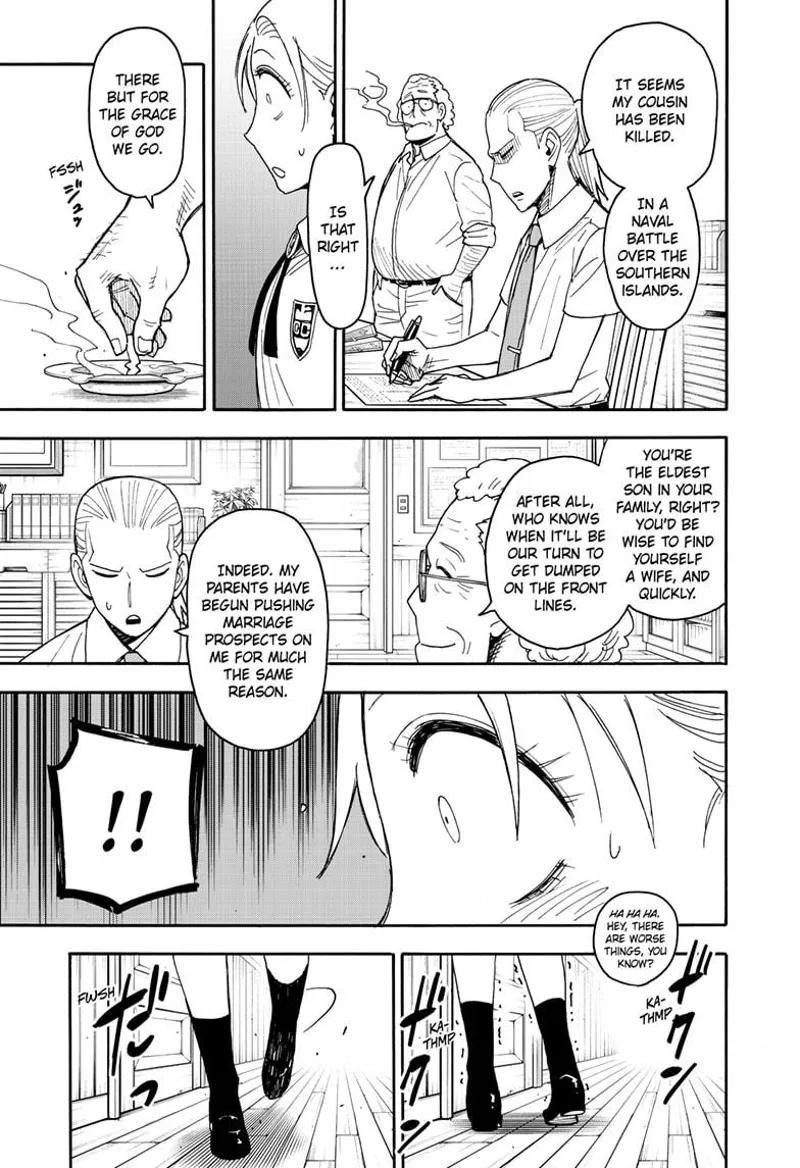 IT SEEMS
MY COUSIN
HAS BEEN
KILLED.
IN A
NAVAL
BATTLE
OVER THE
SOUTHERN
ISLANDS.
IS
THAT
RIGHT
...
THERE
BUT FOR
THE GRACE
OF GOD
WE GO.
FSSH
ジュッ
YOU'RE
THE ELDEST
SON IN YOUR
FAMILY, RIGHT?
YOU'D BE
WISE TO FIND
YOURSELF
A WIFE, AND
QUICKLY.
AFTER ALL,
WHO KNOWS
WHEN IT'LL BE
OUR TURN TO
GET DUMPED
ON THE FRONT
LINES.
INDEED. MY
PARENTS HAVE
BEGUN PUSHING
MARRIAGE
PROSPECTS ON
ME FOR MUCH
THE SAME
REASON.
!!
HA HA HA.
HEY, THERE
ARE WORSE
THINGS, YOU
KNOW?
KA-
THMP
ドクン
KA-
THMP
ドクン
FWSH
だっ